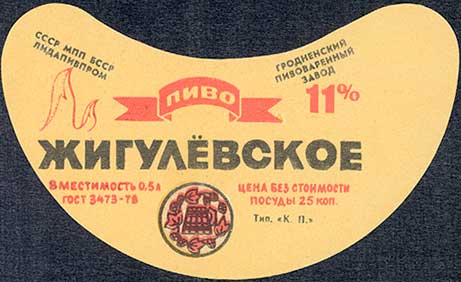 СССР МПП БССР
ЛИДАПИВПРОМ
ГРОДНЕНСКИЙ
ПИВОВАРЕННЫЙ
ЗАВОД
ПИВО
11%
ЖИГУЛЁВСКОЕ
ВМЕСТИМОСТЬ 0,5 Л
ГОСТ 3473-78
ЦЕНА БЕЗ СТОИМОСТИ
ПОСУДЫ 25 КОП.
Тип. «К. П.»